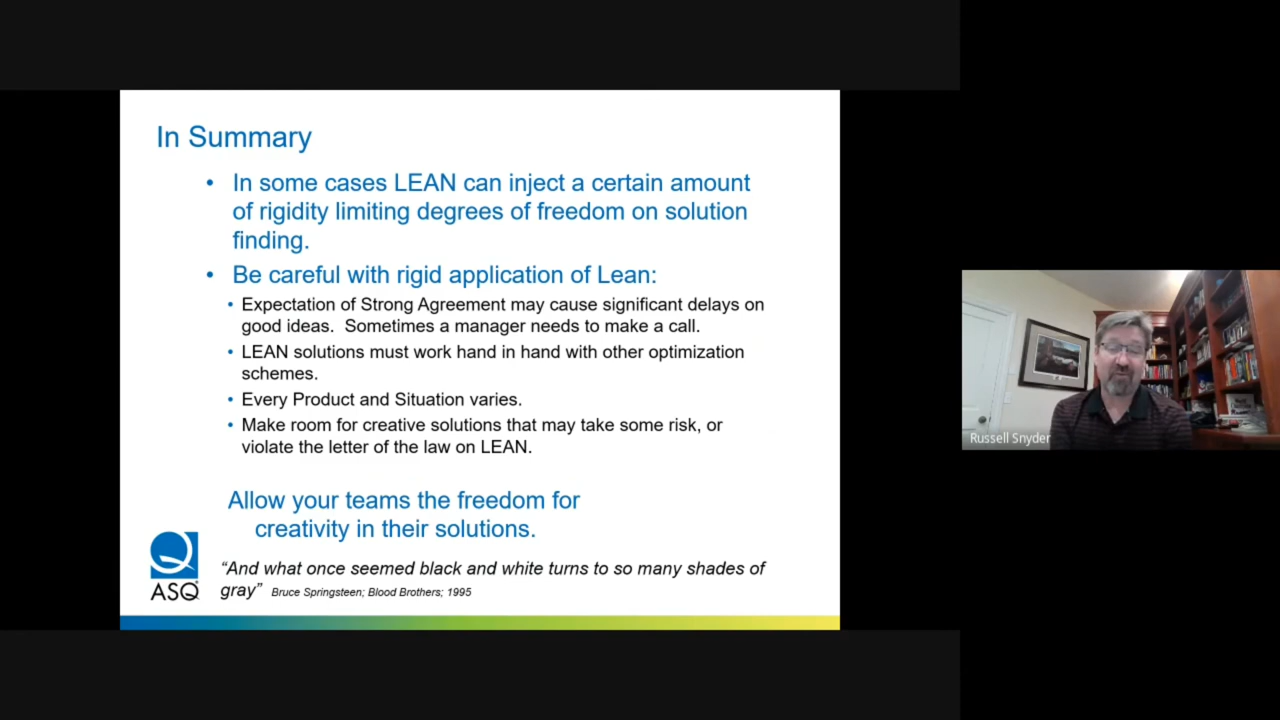 In Summary
• In some cases LEAN can inject a certain amount
of rigidity limiting degrees of freedom on solution
finding.
• Be careful with rigid application of Lean:
• Expectation of Strong Agreement may cause significant delays on
good ideas.  Sometimes a manager needs to make a call.
• LEAN solutions must work hand in hand with other optimization
schemes.
• Every Product and Situation varies.
• Make room for creative solutions that may take some risk, or
violate the letter of the law on LEAN.
Allow your teams the freedom for
creativity in their solutions.
“And what once seemed black and white turns to so many shades of
gray” Bruce Springsteen; Blood Brothers; 1995
ASQ
Russell Snyder